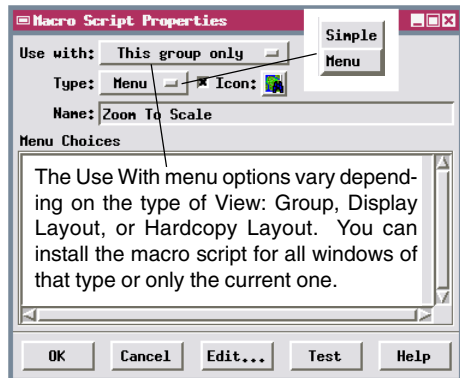 Macro Script Properties
Use with: This group only
Simple
Menu
Type: Menu Icon:
Name: Zoom To Scale
Menu Choices
The Use With menu options vary depend-
ing on the type of View: Group, Display
Layout, or Hardcopy Layout. You can
install the macro script for all windows of
that type or only the current one.
OK Cancel Edit... Test Help